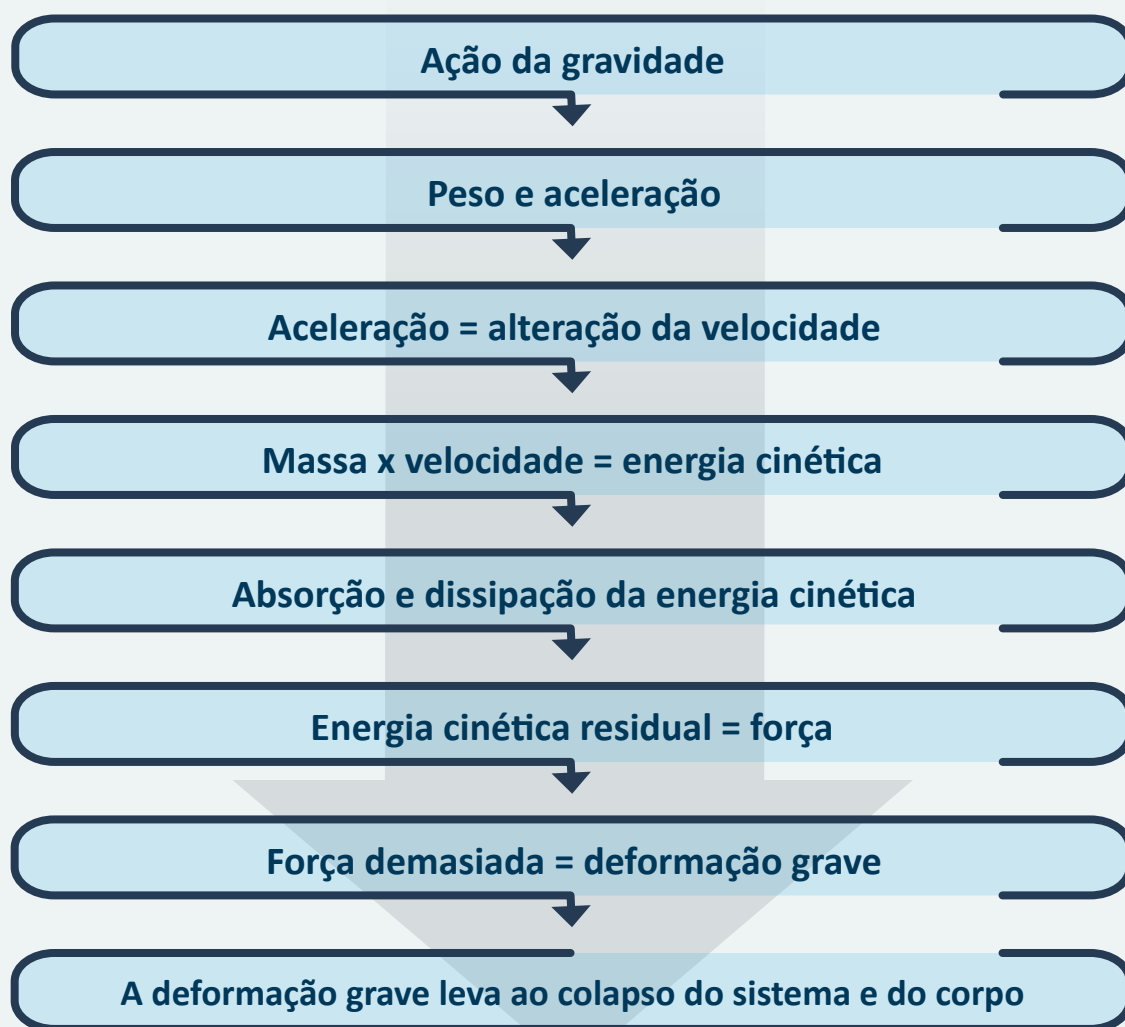 Ação da gravidade
Peso e aceleração
Aceleração = alteração da velocidade
Massa x velocidade = energia cinética
Absorção e dissipação da energia cinética
Energia cinética residual = força
Força demasiada = deformação grave
A deformação grave leva ao colapso do sistema e do corpo